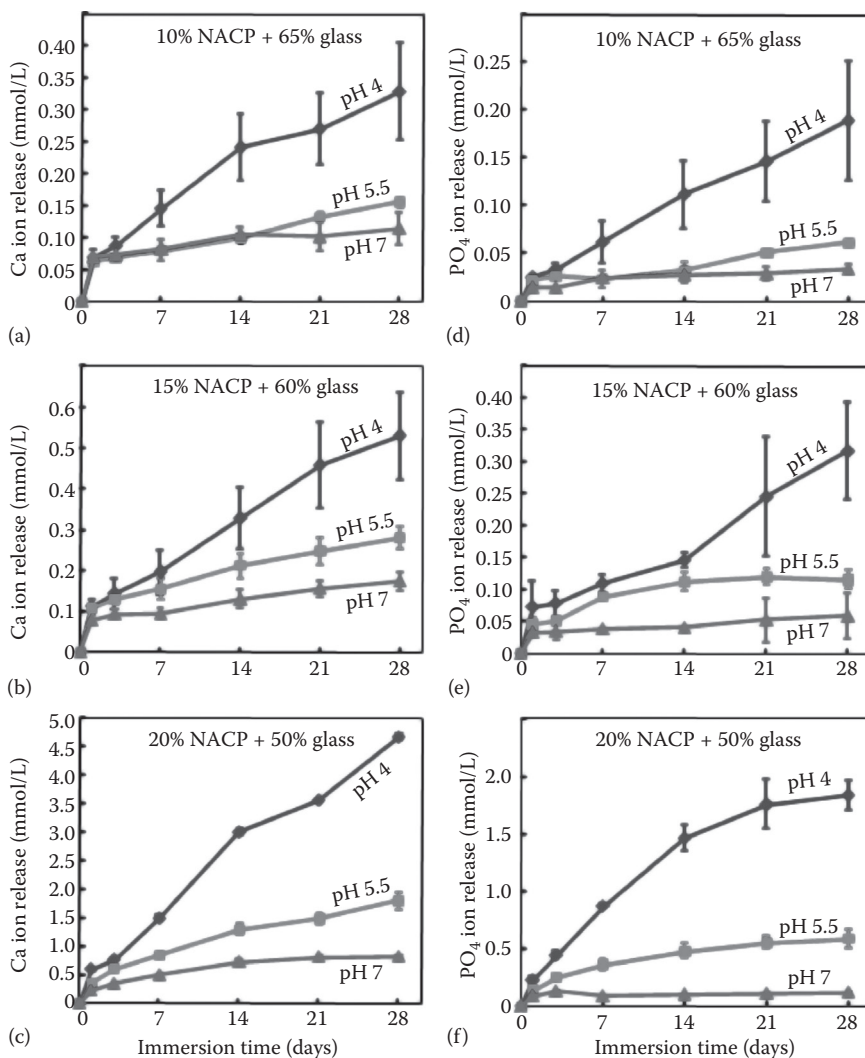 10% NACP + 65% glass
Ca ion release (mmol/L)
0.40
0.35
0.30
0.25
0.20
0.15
0.10
0.05
0
pH 4
pH 5.5
pH 7
0 7 14 21 28
(a)
10% NACP + 65% glass
PO4 ion release (mmol/L)
0.25
0.20
0.15
0.10
0.05
0
pH 4
pH 5.5
pH 7
0 7 14 21 28
(d)
15% NACP + 60% glass
Ca ion release (mmol/L)
0.6
0.5
0.4
0.3
0.2
0.1
0
pH 4
pH 5.5
pH 7
0 7 14 21 28
(b)
15% NACP + 60% glass
PO4 ion release (mmol/L)
0.40
0.35
0.30
0.25
0.20
0.15
0.10
0.05
0
pH 4
pH 5.5
pH 7
0 7 14 21 28
(e)
20% NACP + 50% glass
Ca ion release (mmol/L)
5.0
4.5
4.0
3.5
3.0
2.5
2.0
1.5
1.0
0.5
0
pH 4
pH 5.5
pH 7
0 7 14 21 28
(c)
Immersion time (days)
20% NACP + 50% glass
PO4 ion release (mmol/L)
2.0
1.5
1.0
0.5
0
pH 4
pH 5.5
pH 7
0 7 14 21 28
(f)
Immersion time (days)